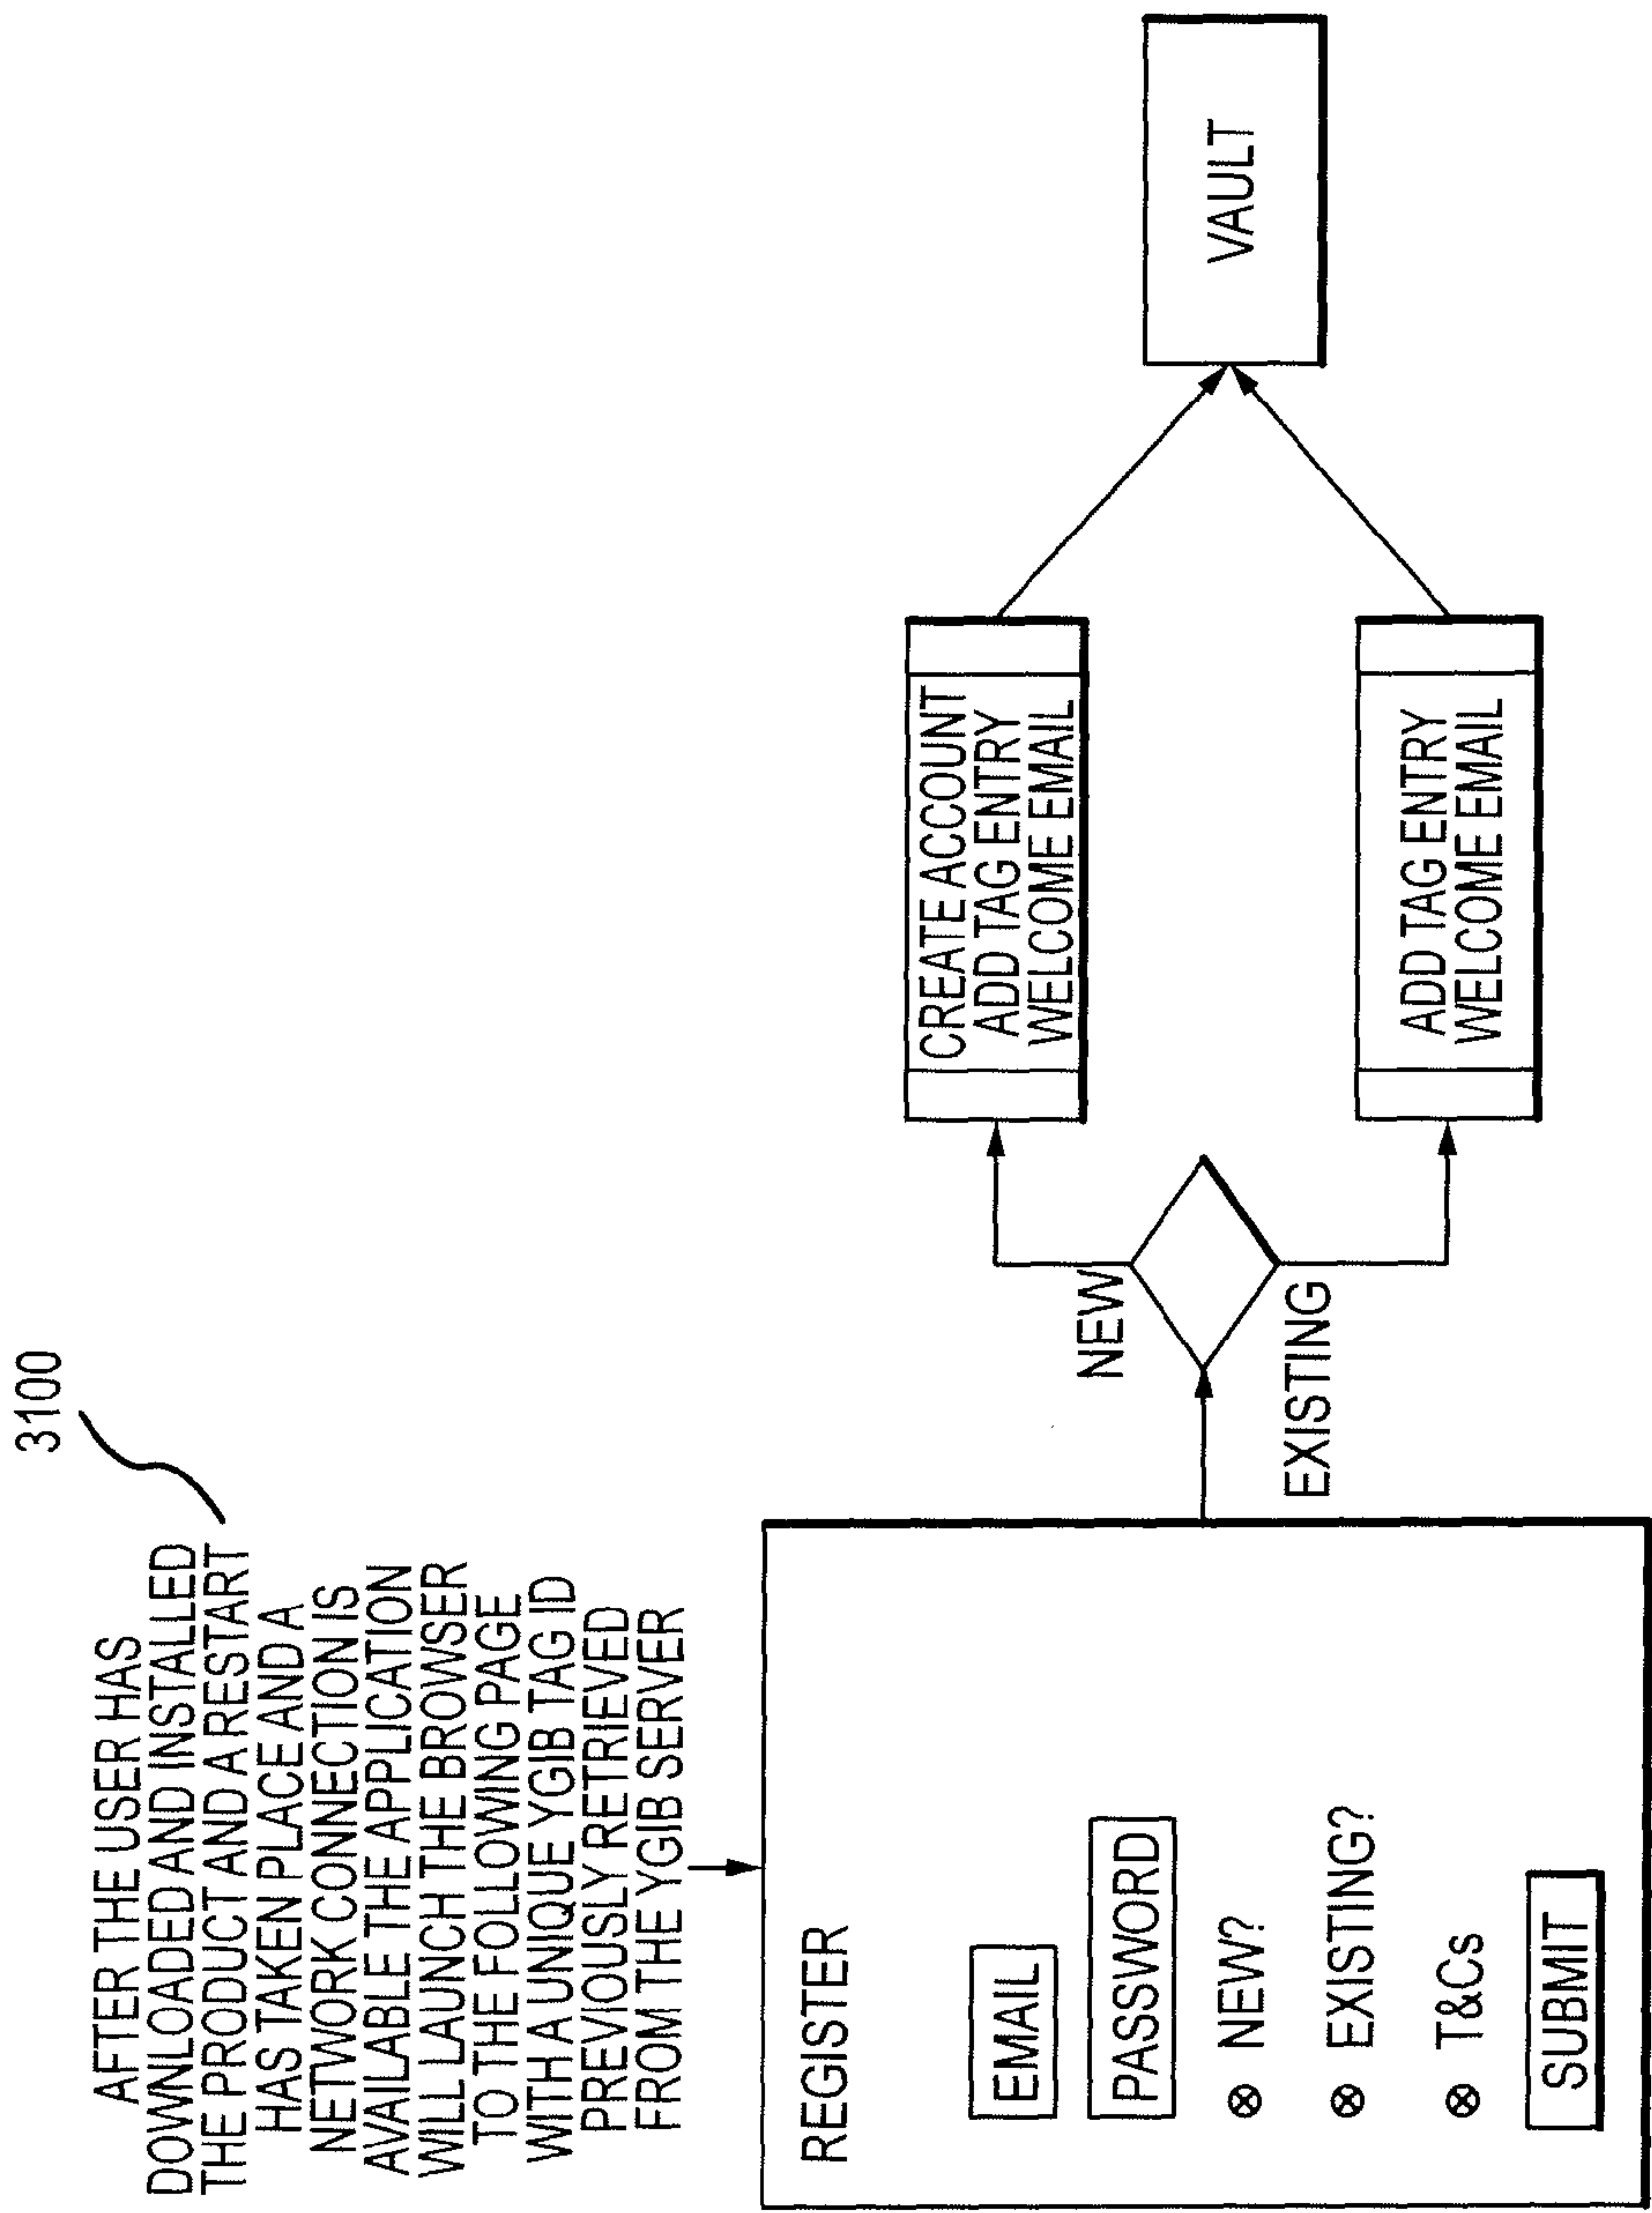 3100
AFTER THE USER HAS
DOWNLOADED AND INSTALLED
THE PRODUCT AND A RESTART
HAS TAKEN PLACE AND A
NETWORK CONNECTION IS
AVAILABLE THE APPLICATION
WILL LAUNCH THE BROWSER
TO THE FOLLOWING PAGE
WITH A UNIQUE YGIB TAG ID
PREVIOUSLY RETRIEVED
FROM THE YGIB SERVER
REGISTER
EMAIL
PASSWORD
NEW?
EXISTING?
T&Cs
SUBMIT
NEW
EXISTING
CREATE ACCOUNT
ADD TAG ENTRY
WELCOME EMAIL
ADD TAG ENTRY
WELCOME EMAIL
VAULT